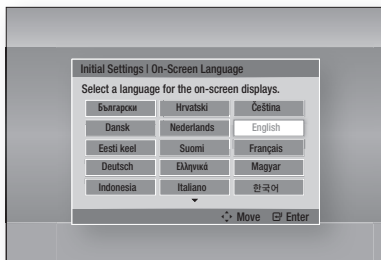 Initial Settings | On-Screen Language
Select a language for the on-screen displays.
Български Hrvatski Čeština
Dansk Nederlands English
Eesti keel Suomi Français
Deutsch Ελληνικά Magyar
Indonesia Italiano 한국어
Move Enter